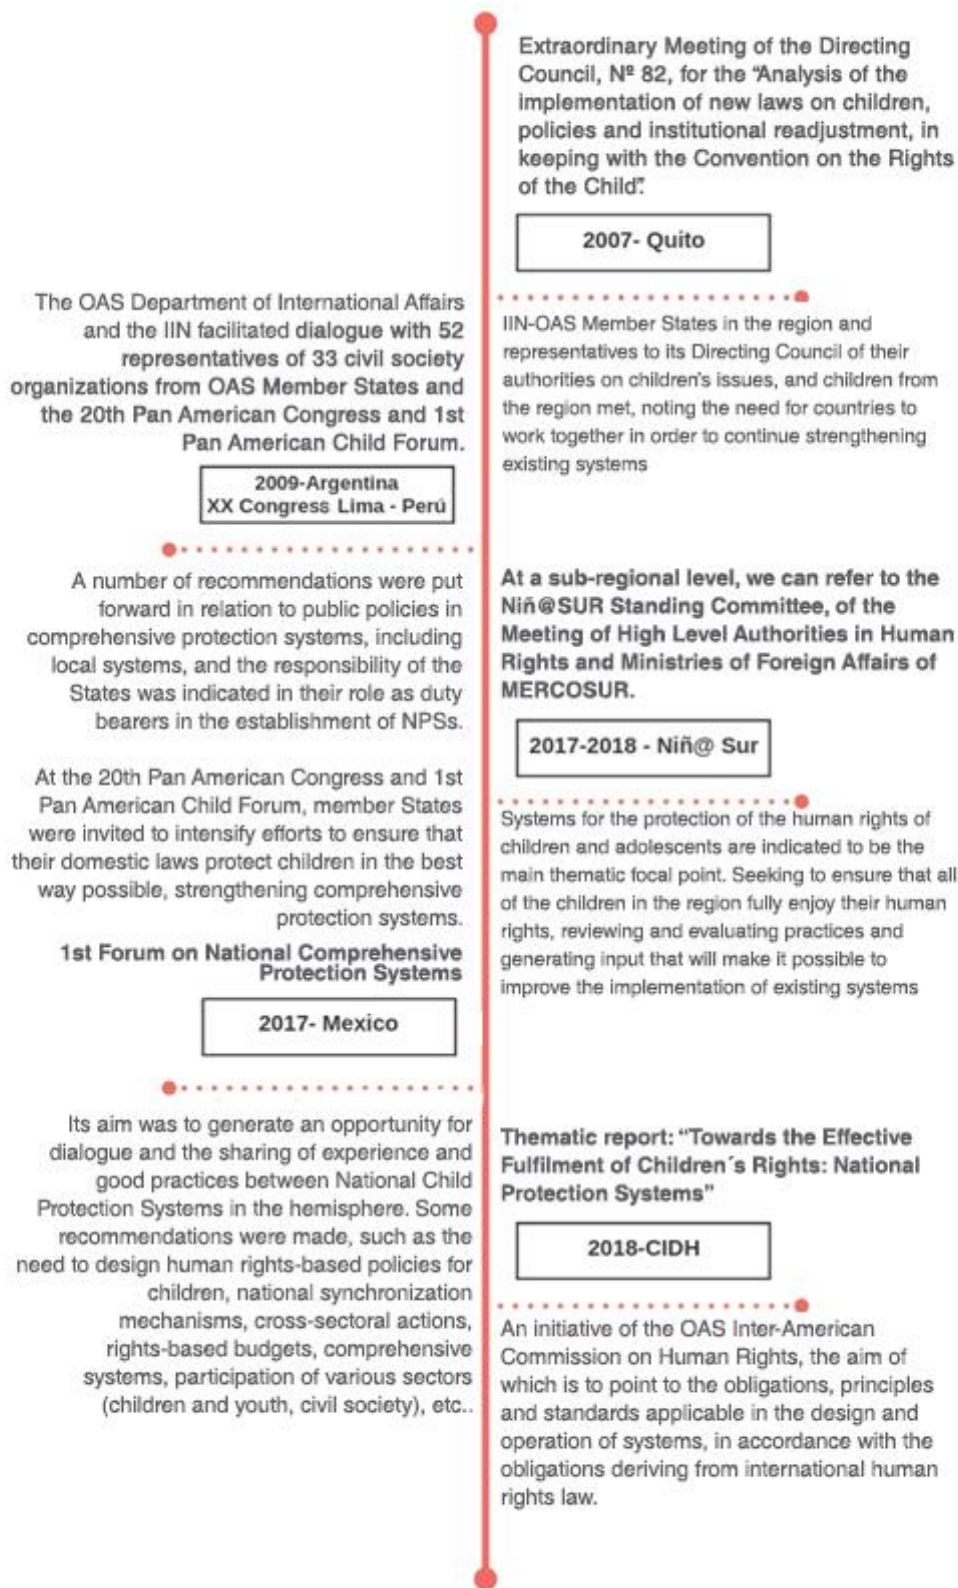 Extraordinary Meeting of the Directing
Council, Nº 82, for the “Analysis of the
implementation of new laws on children,
policies and institutional readjustment, in
keeping with the Convention on the Rights
of the Child”.
2007- Quito
IIN-OAS Member States in the region and
representatives to its Directing Council of their
authorities on children's issues, and children from
the region met, noting the need for countries to
work together in order to continue strengthening
existing systems
The OAS Department of International Affairs
and the IIN facilitated dialogue with 52
representatives of 33 civil society
organizations from OAS Member States and
the 20th Pan American Congress and 1st
Pan American Child Forum.
2009-Argentina
XX Congress Lima - Perú
A number of recommendations were put
forward in relation to public policies in
comprehensive protection systems, including
local systems, and the responsibility of the
States was indicated in their role as duty
bearers in the establishment of NPSs.
At the 20th Pan American Congress and 1st
Pan American Child Forum, member States
were invited to intensify efforts to ensure that
their domestic laws protect children in the best
way possible, strengthening comprehensive
protection systems.
At a sub-regional level, we can refer to the
Niñ@SUR Standing Committee, of the
Meeting of High Level Authorities in Human
Rights and Ministries of Foreign Affairs of
MERCOSUR.
2017-2018 - Niñ@ Sur
Systems for the protection of the human rights of
children and adolescents are indicated to be the
main thematic focal point. Seeking to ensure that all
of the children in the region fully enjoy their human
rights, reviewing and evaluating practices and
generating input that will make it possible to
improve the implementation of existing systems
1st Forum on National Comprehensive
Protection Systems
2017- Mexico
Its aim was to generate an opportunity for
dialogue and the sharing of experience and
good practices between National Child
Protection Systems in the hemisphere. Some
recommendations were made, such as the
need to design human rights-based policies for
children, national synchronization
mechanisms, cross-sectoral actions,
rights-based budgets, comprehensive
systems, participation of various sectors
(children and youth, civil society), etc..
Thematic report: “Towards the Effective
Fulfilment of Children´s Rights: National
Protection Systems”
2018-CIDH
An initiative of the OAS Inter-American
Commission on Human Rights, the aim of
which is to point to the obligations, principles
and standards applicable in the design and
operation of systems, in accordance with the
obligations deriving from international human
rights law.